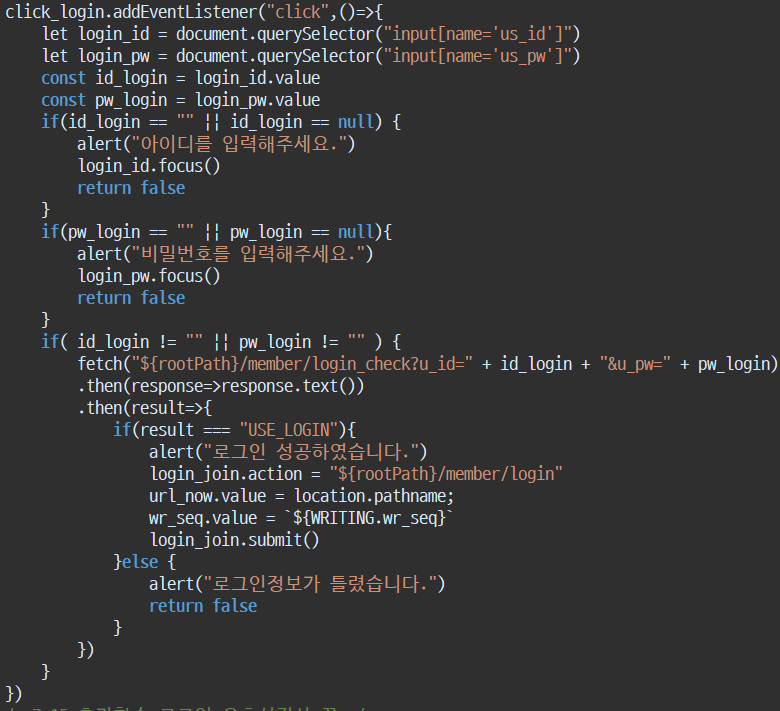 click_login.addEventListener("click",()=>{
    let login_id = document.querySelector("input[name='us_id']")
    let login_pw = document.querySelector("input[name='us_pw']")
    const id_login = login_id.value
    const pw_login = login_pw.value
    if(id_login == "" || id_login == null) {
        alert("아이디를 입력해주세요.")
        login_id.focus()
        return false
    }
    if(pw_login == "" || pw_login == null){
        alert("비밀번호를 입력해주세요.")
        login_pw.focus()
        return false
    }
    if( id_login != "" || pw_login != "" ) {
        fetch("${rootPath}/member/login_check?u_id=" + id_login + "&u_pw=" + pw_login)
        .then(response=>response.text())
        .then(result=>{
            if(result === "USE_LOGIN"){
                alert("로그인 성공하였습니다.")
                login_join.action = "${rootPath}/member/login"
                url_now.value = location.pathname;
                wr_seq.value = `${WRITING.wr_seq}`
                login_join.submit()
            }else {
                alert("로그인정보가 틀렸습니다.")
                return false
            }
        })
    }
})